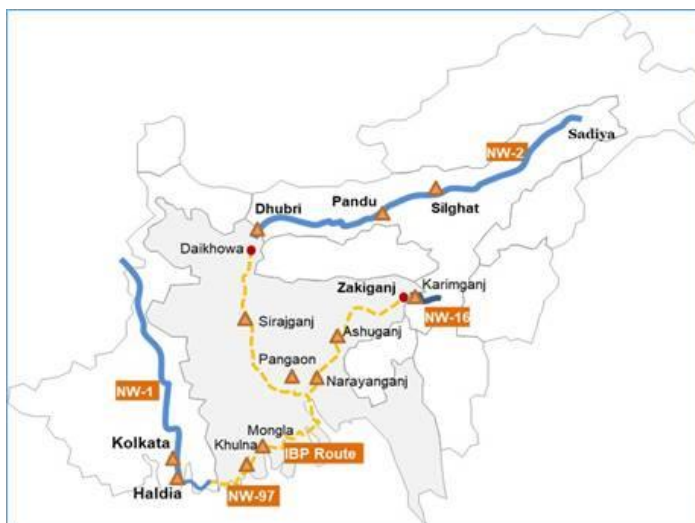 Sadiya
NW-2
Pandu
Silghat
Dhubri
Daikhowa
Zakiganj
Karimganj
NW-16
Sirajganj
Ashuganj
Pangaon
Narayanganj
NW-1
Mongla
Kolkata
Khulna
IBP Route
Haldia
NW-97